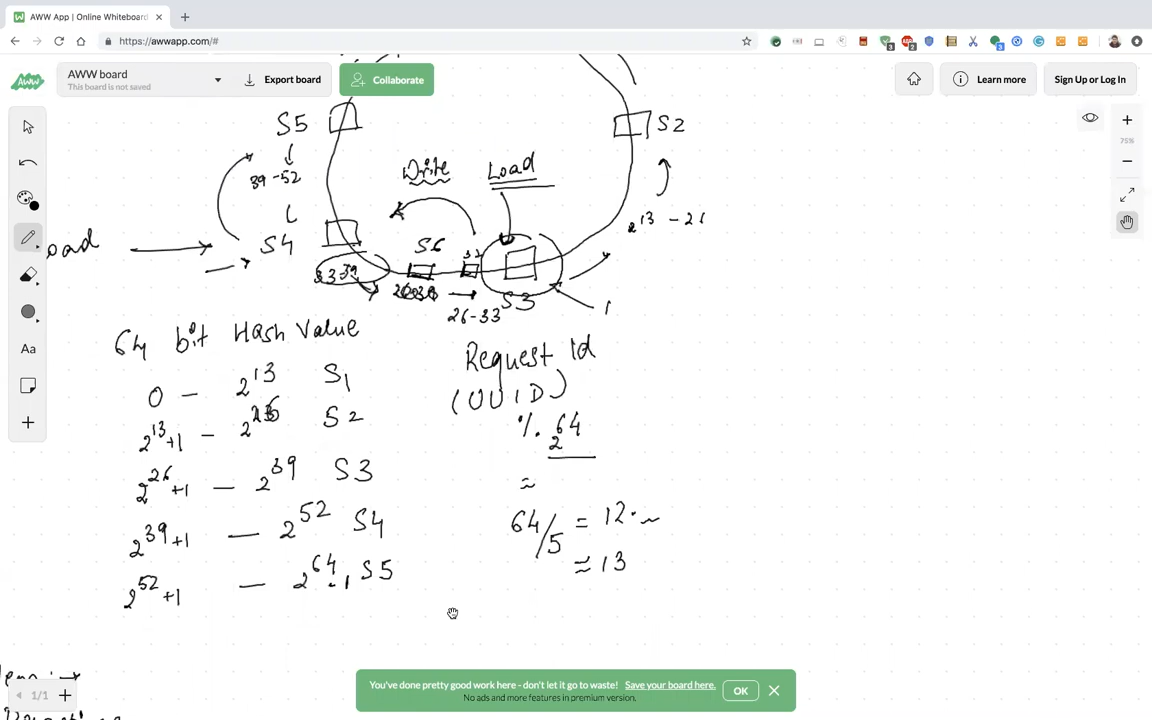 AWW App | Online Whiteboard
https://awwapp.com/#
AWW
AWW board
This board is not saved
Export board
Collaborate
Learn more
Sign Up or Log In
75%
Aa
S5
39-52
S4
33-39
Write
Load
S6
S3
26-33
S2
2^13 - 26
64 bit Hash Value
0 - 2^13 S1
2^13+1 - 2^26 S2
2^26+1 - 2^39 S3
2^39+1 - 2^52 S4
2^52+1 - 2^64-1 S5
Request Id
(UUID)
% 2^64
≈
64/5 = 12.~
≈ 13
1/1
You've done pretty good work here - don't let it go to waste! Save your board here.
No ads and more features in premium version.
OK